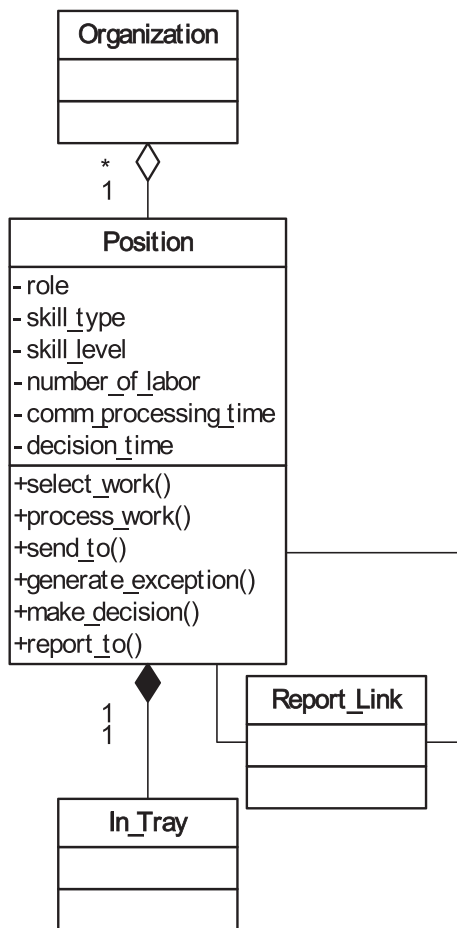 Organization
*
1
Position
- role
- skill_type
- skill_level
- number_of_labor
- comm_processing_time
- decision_time
+select_work()
+process_work()
+send_to()
+generate_exception()
+make_decision()
+report_to()
1
1
Report_Link
In_Tray